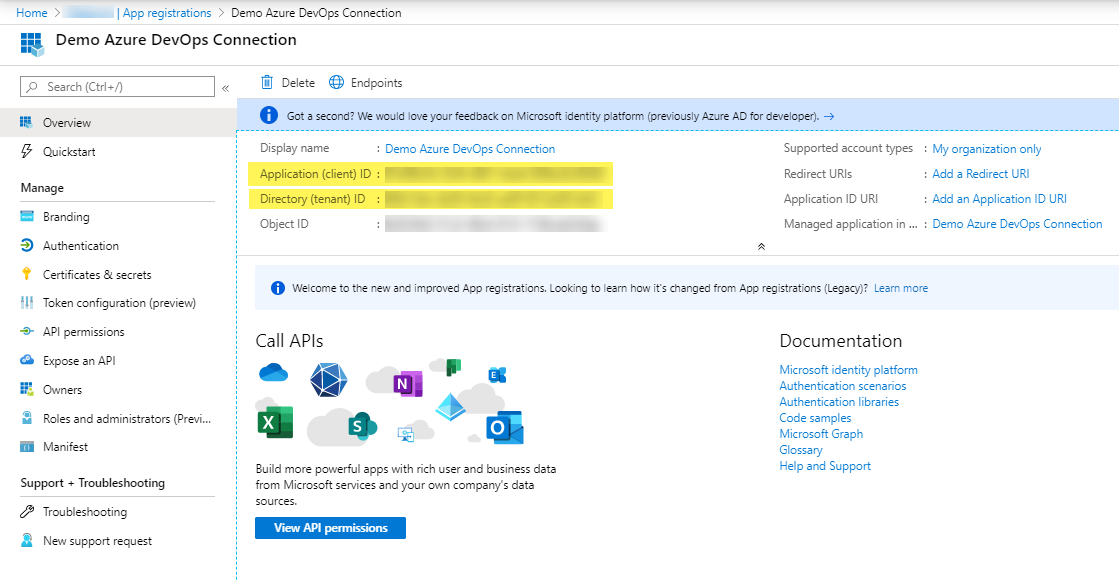 Home > | App registrations > Demo Azure DevOps Connection
Demo Azure DevOps Connection
Search (Ctrl+/)
«
Delete
Endpoints
Got a second? We would love your feedback on Microsoft identity platform (previously Azure AD for developer). →
Overview
Quickstart
Manage
Branding
Authentication
Certificates & secrets
Token configuration (preview)
API permissions
Expose an API
Owners
Roles and administrators (Previ...
Manifest
Support + Troubleshooting
Troubleshooting
New support request
Display name : Demo Azure DevOps Connection
Application (client) ID :
Directory (tenant) ID :
Object ID :
Supported account types : My organization only
Redirect URIs : Add a Redirect URI
Application ID URI : Add an Application ID URI
Managed application in ... : Demo Azure DevOps Connection
Welcome to the new and improved App registrations. Looking to learn how it's changed from App registrations (Legacy)? Learn more
Call APIs
N
E
X
S
O
Build more powerful apps with rich user and business data
from Microsoft services and your own company's data
sources.
View API permissions
Documentation
Microsoft identity platform
Authentication scenarios
Authentication libraries
Code samples
Microsoft Graph
Glossary
Help and Support